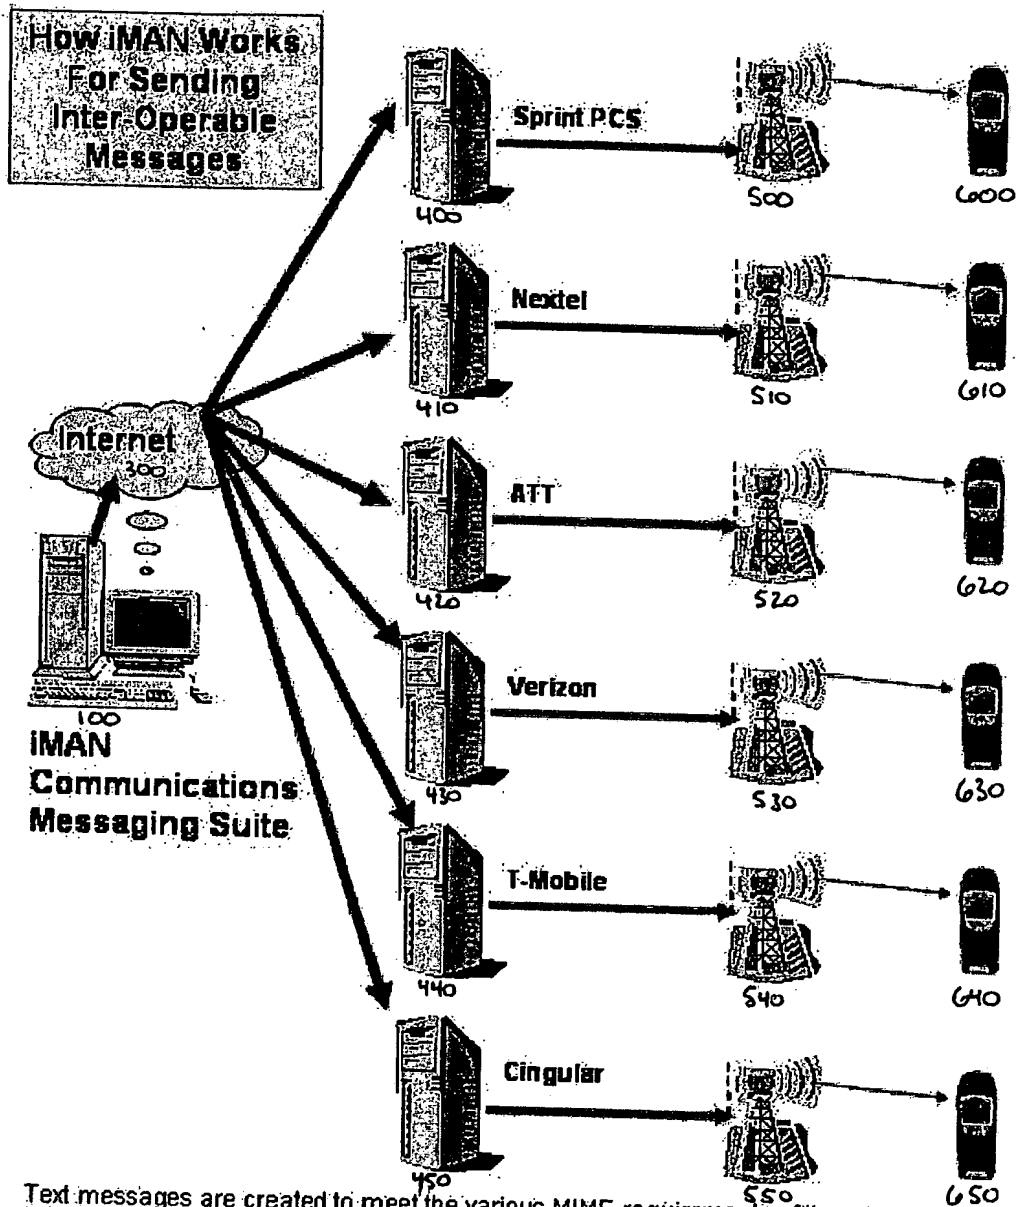 How iMAN Works
For Sending
Inter-Operable
Messages
Sprint PCS
400
500
600
Nextel
410
510
610
Internet
300
ATT
420
520
620
100
iMAN
Communications
Messaging Suite
Verizon
430
530
630
T-Mobile
440
540
640
Cingular
450
550
650
Text messages are created to meet the various MIME